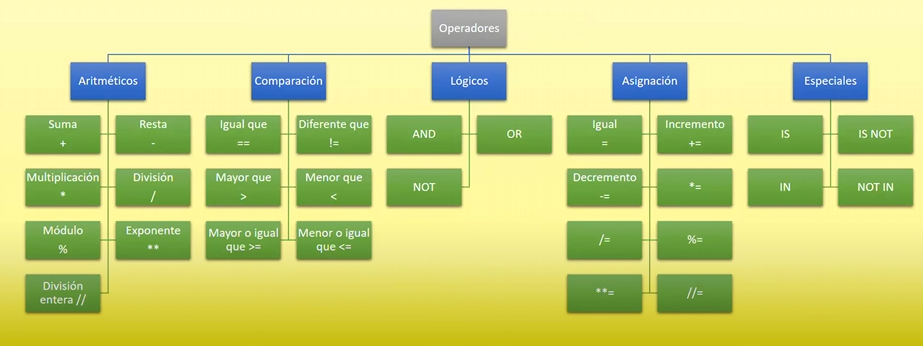 Operadores
Aritméticos
Comparación
Lógicos
Asignación
Especiales
Suma
+
Resta
-
Multiplicación
*
División
/
Módulo
%
Exponente
**
División
entera //
Igual que
==
Diferente que
!=
Mayor que
>
Menor que
<
Mayor o igual
que >=
Menor o igual
que <=
AND
OR
NOT
Igual
=
Incremento
+=
Decremento
-=
*=
/=
%=
**=
//=
IS
IS NOT
IN
NOT IN